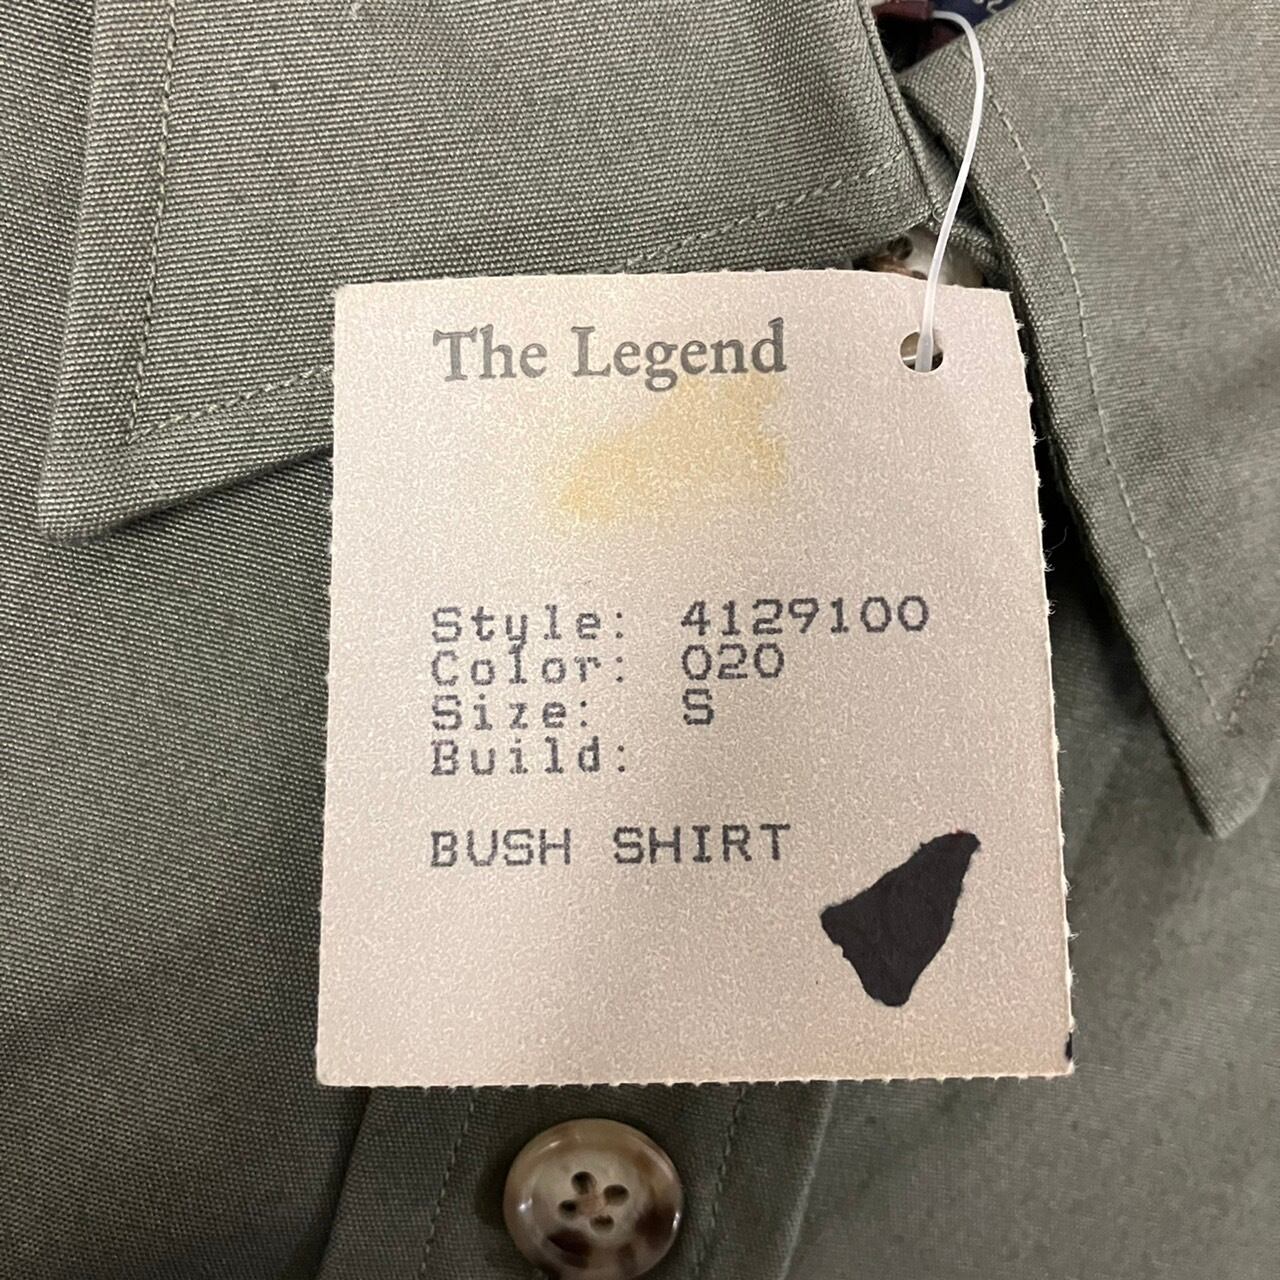 The Legend
Style: 4129100
Color: 020
Size: S
Build:
BUSH SHIRT